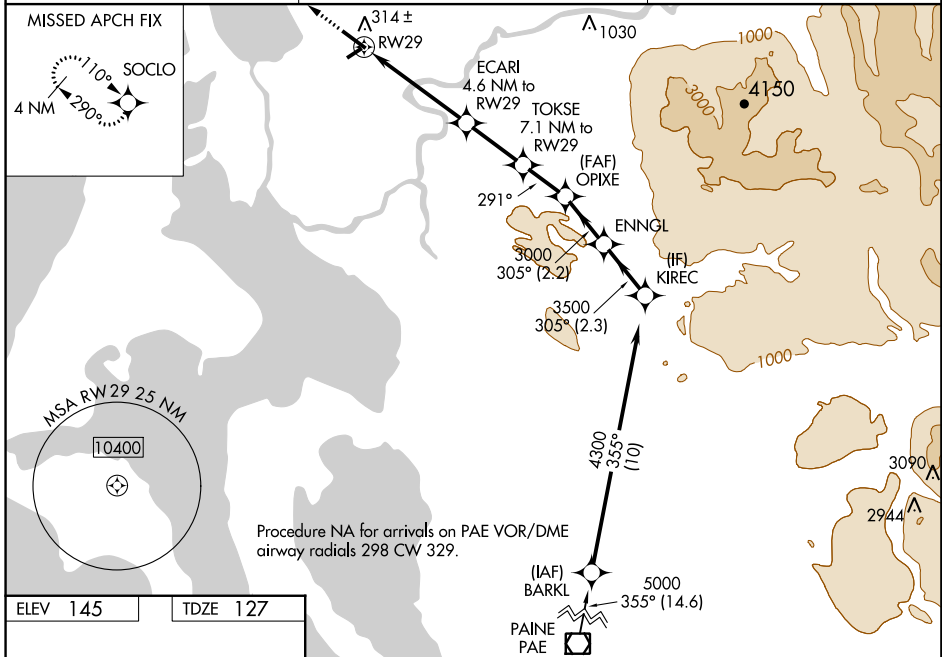 MISSED APCH FIX
SOCLO
110°
290°
4 NM
314 ±
RW29
1030
1000
3000
4150
ECARI
4.6 NM to
RW29
TOKSE
7.1 NM to
RW29
(FAF)
OPIXE
291°
ENNGL
3000
305° (2.2)
(IF)
KIREC
3500
305° (2.3)
1000
MSA RW 29 25 NM
10400
4300
355°
(10)
3090
2944
Procedure NA for arrivals on PAE VOR/DME
airway radials 298 CW 329.
(IAF)
BARKL
5000
355° (14.6)
PAINE
PAE
ELEV 145
TDZE 127